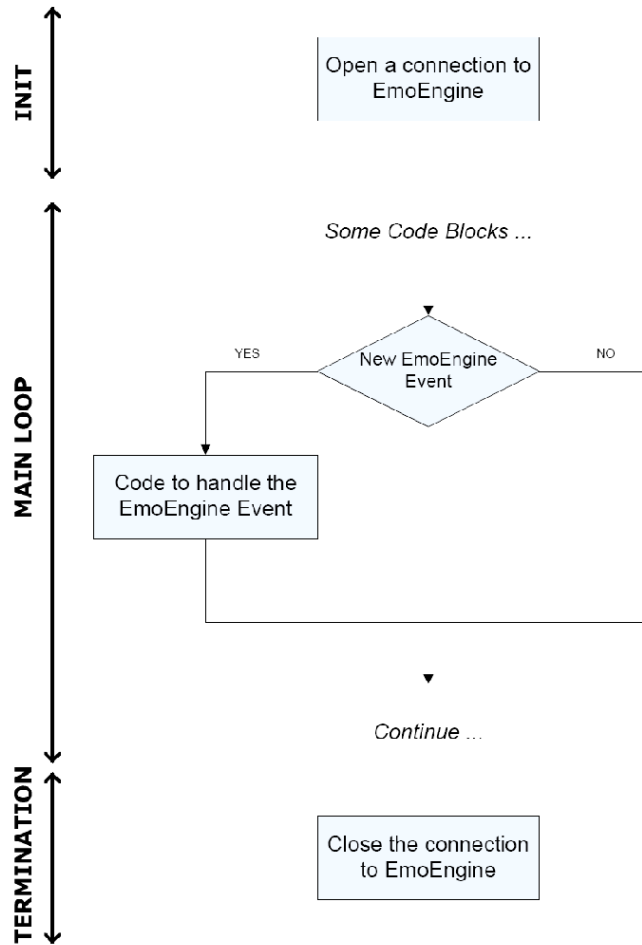 INIT
Open a connection to
EmoEngine
MAIN LOOP
Some Code Blocks ...
YES
New EmoEngine
Event
NO
Code to handle the
EmoEngine Event
Continue ...
TERMINATION
Close the connection
to EmoEngine